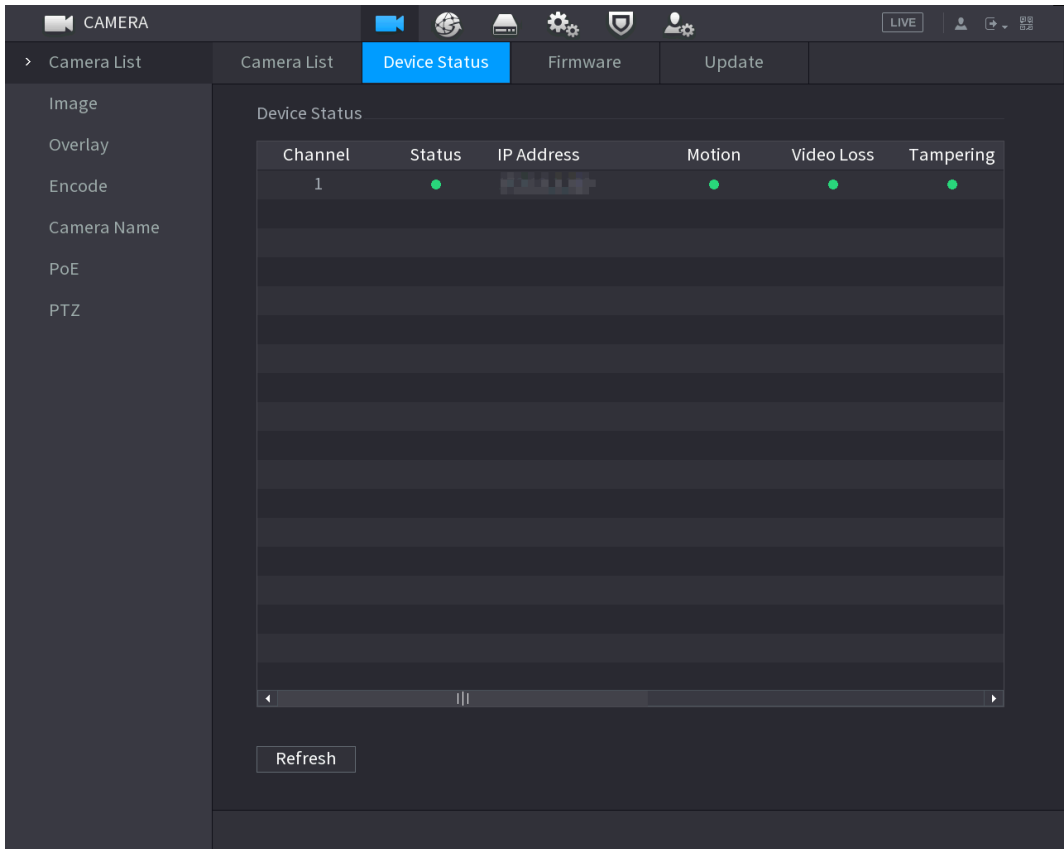 CAMERA
LIVE
Camera List
Image
Overlay
Encode
Camera Name
PoE
PTZ
Camera List Device Status Firmware Update
Device Status
Channel Status IP Address Motion Video Loss Tampering
1
Refresh